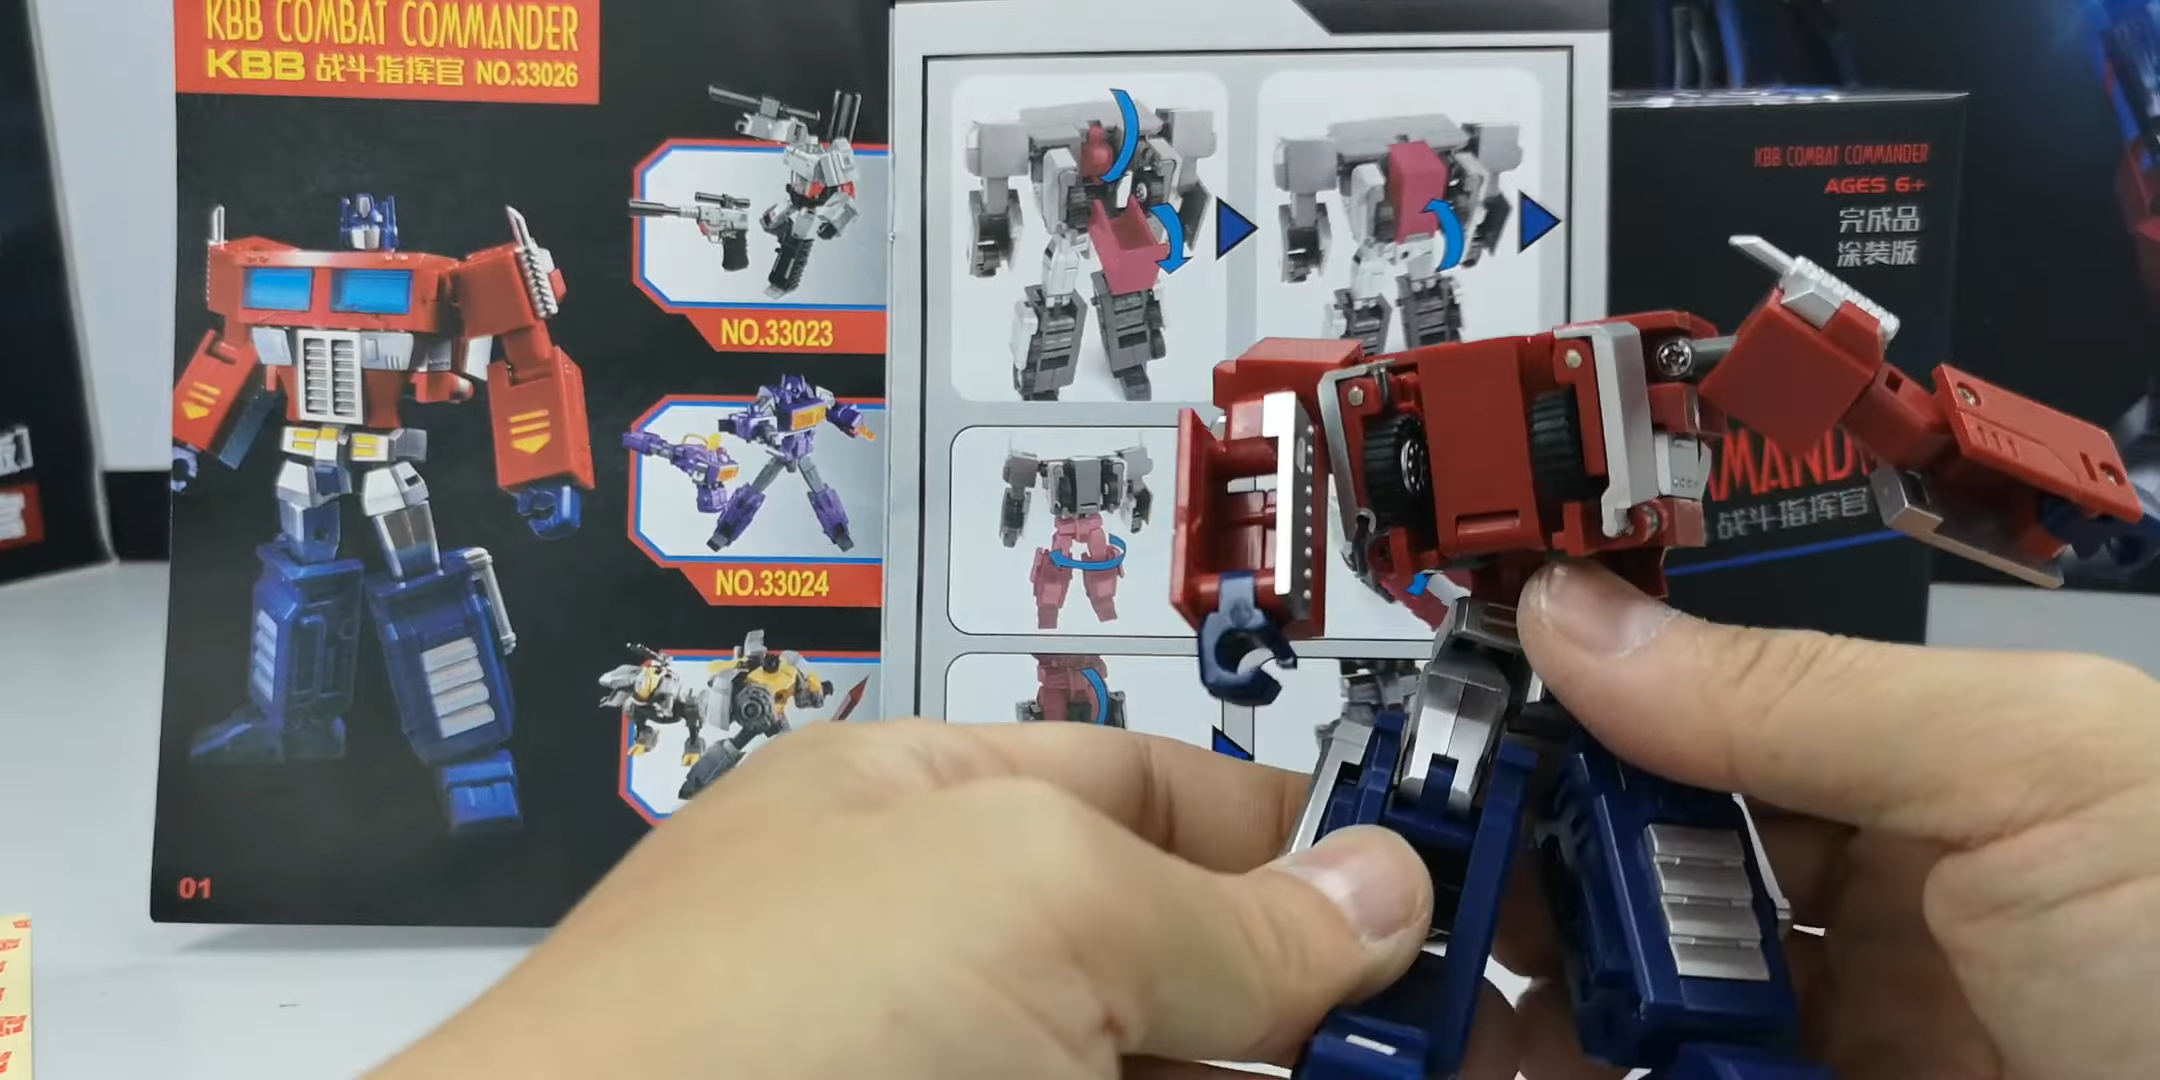 KBB COMBAT COMMANDER
KBB 战斗指挥官 NO.33026
NO.33023
NO.33024
01
KBB COMBAT COMMANDER
AGES 6+
完成品
涂装版
战斗指挥官